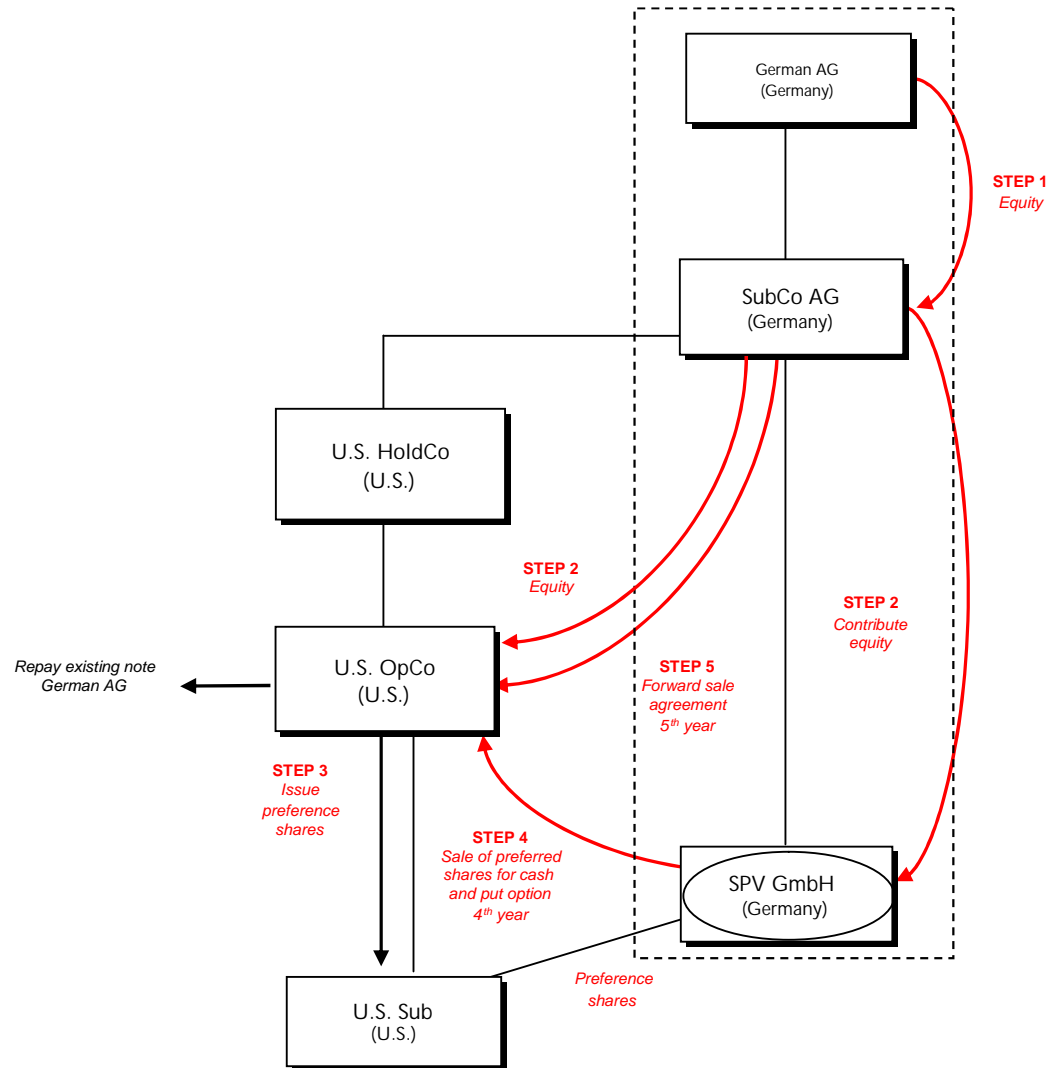 German AG
(Germany)
STEP 1
Equity
SubCo AG
(Germany)
U.S. HoldCo
(U.S.)
STEP 2
Equity
STEP 2
Contribute
equity
Repay existing note
German AG
U.S. OpCo
(U.S.)
STEP 5
Forward sale
agreement
5th year
STEP 3
Issue
preference
shares
STEP 4
Sale of preferred
shares for cash
and put option
4th year
SPV GmbH
(Germany)
Preference
shares
U.S. Sub
(U.S.)